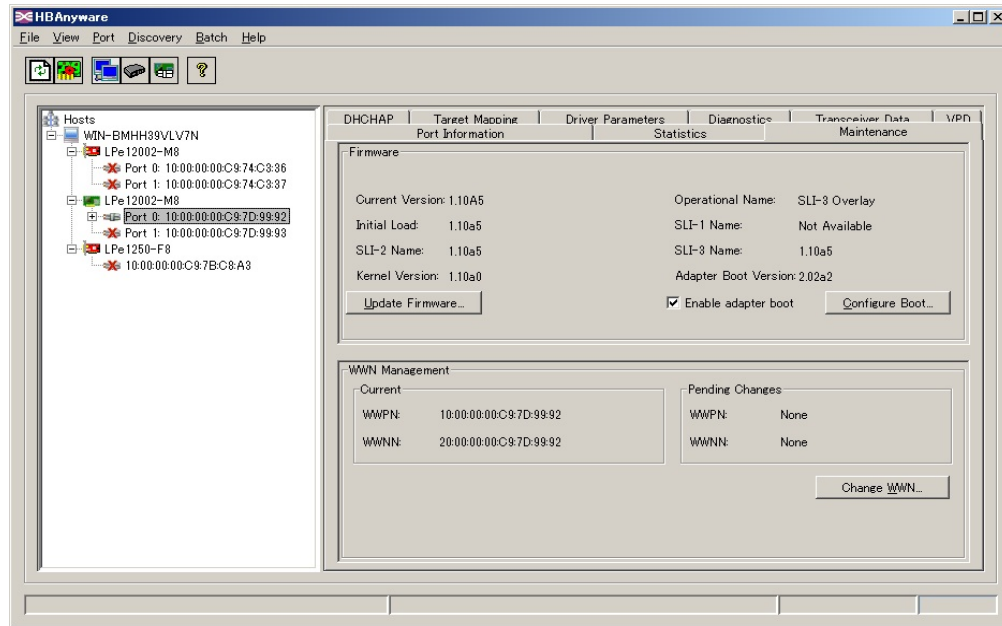 HBAnyware
File View Port Discovery Batch Help
Hosts
WIN-BMHH39VLV7N
LPe12002-M8
Port 0: 10:00:00:00:C9:74:C3:36
Port 1: 10:00:00:00:C9:74:C3:37
LPe12002-M8
Port 0: 10:00:00:00:C9:7D:99:92
Port 1: 10:00:00:00:C9:7D:99:93
LPe1250-F8
10:00:00:00:C9:7B:C8:A3
DHCHAP Target Mapping Driver Parameters Diagnostics Transceiver Data VPD
Port Information Statistics Maintenance
Firmware
Current Version: 1.10A5 Operational Name: SLI-3 Overlay
Initial Load: 1.10a5 SLI-1 Name: Not Available
SLI-2 Name: 1.10a5 SLI-3 Name: 1.10a5
Kernel Version: 1.10a0 Adapter Boot Version: 2.02a2
Update Firmware... Enable adapter boot Configure Boot...
WWN Management
Current Pending Changes
WWPN: 10:00:00:00:C9:7D:99:92 WWPN: None
WWNN: 20:00:00:00:C9:7D:99:92 WWNN: None
Change WWN...